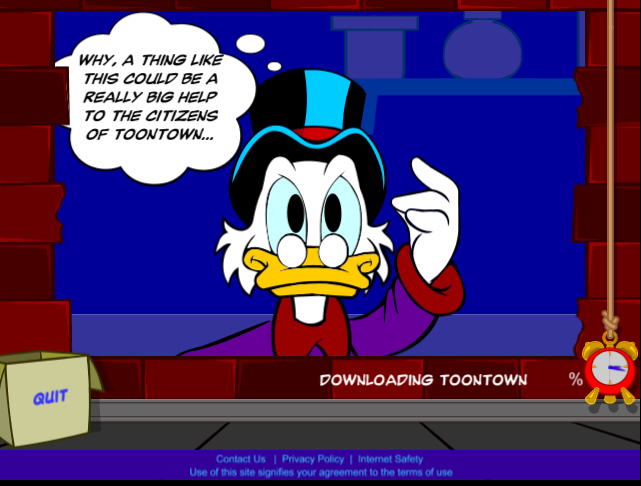 WHY, A THING LIKE
THIS COULD BE A
REALLY BIG HELP
TO THE CITIZENS
OF TOONTOWN...
DOWNLOADING TOONTOWN %
QUIT
Contact Us | Privacy Policy | Internet Safety
Use of this site signifies your agreement to the terms of use